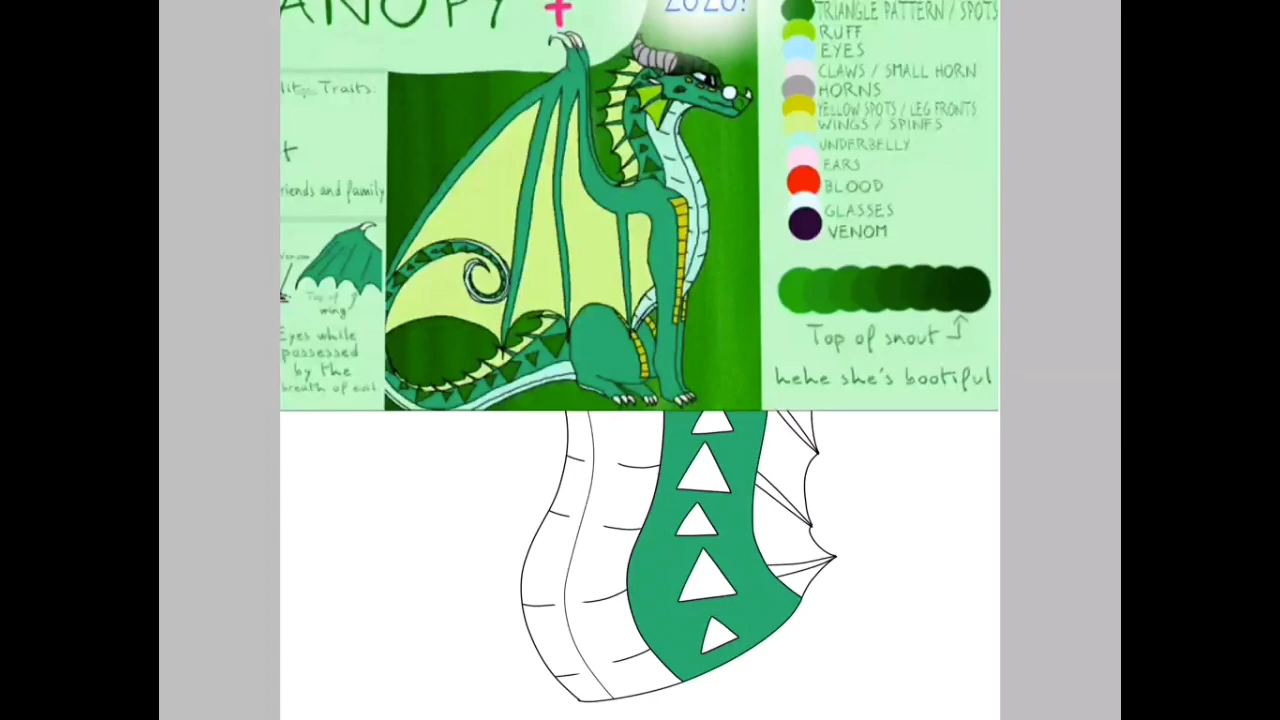 ANOPY +
2020!
Traits:
riends and family
Top of
wing
Eyes while
possessed
by the
breath of evil
TRIANGLE PATTERN / SPOTS
RUFF
EYES
CLAWS / SMALL HORN
HORNS
YELLOW SPOTS / LEG FRONTS
WINGS / SPINES
UNDERBELLY
EARS
BLOOD
GLASSES
VENOM
Top of snout
hehe she's bootiful